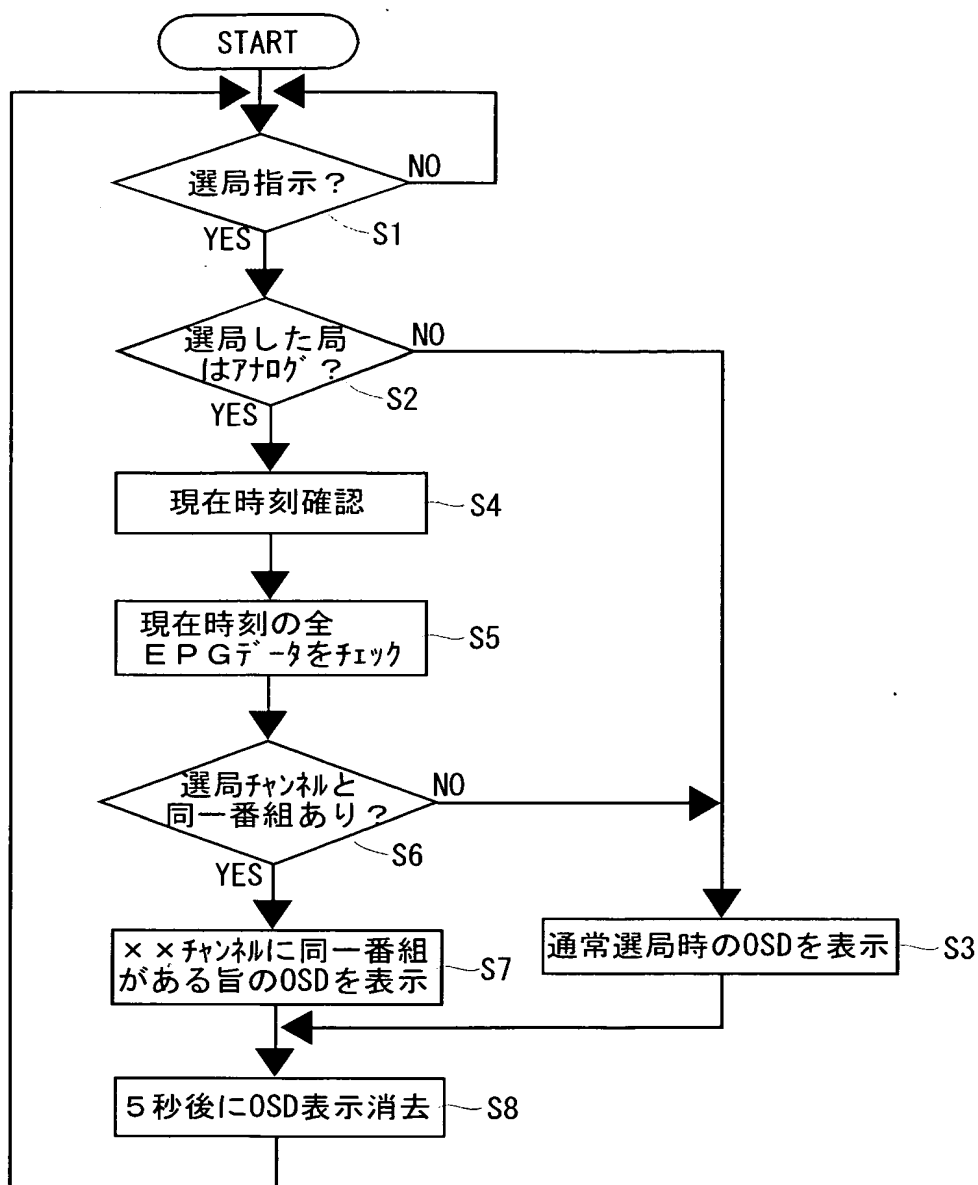 START
選局指示？
NO
S1
YES
選局した局
はｱﾅﾛｸﾞ？
NO
S2
YES
現在時刻確認
S4
現在時刻の全
ＥＰＧﾃﾞｰﾀをﾁｪｯｸ
S5
選局ﾁｬﾝﾈﾙと
同一番組あり？
NO
S6
YES
××ﾁｬﾝﾈﾙに同一番組
がある旨のOSDを表示
S7
通常選局時のOSDを表示
S3
５秒後にOSD表示消去
S8